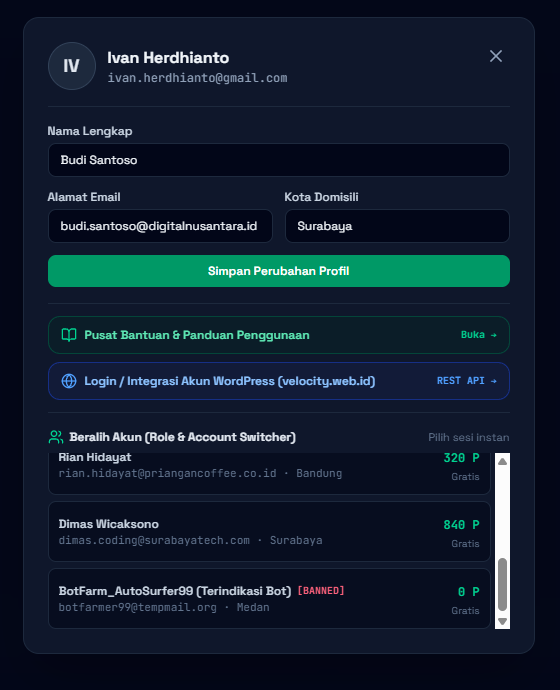 IV
Ivan Herdhianto
ivan.herdhianto@gmail.com
Nama Lengkap
Budi Santoso
Alamat Email
Kota Domisili
budi.santoso@digitalnusantara.id
Surabaya
Simpan Perubahan Profil
Pusat Bantuan & Panduan Penggunaan
Buka →
Login / Integrasi Akun WordPress (velocity.web.id)
REST API →
Beralih Akun (Role & Account Switcher)
Pilih sesi instan
Rian Hidayat
320 P
rian.hidayat@priangancoffee.co.id · Bandung
Gratis
Dimas Wicaksono
840 P
dimas.coding@surabayatech.com · Surabaya
Gratis
BotFarm_AutoSurfer99 (Terindikasi Bot) [BANNED]
0 P
botfarmer99@tempmail.org · Medan
Gratis